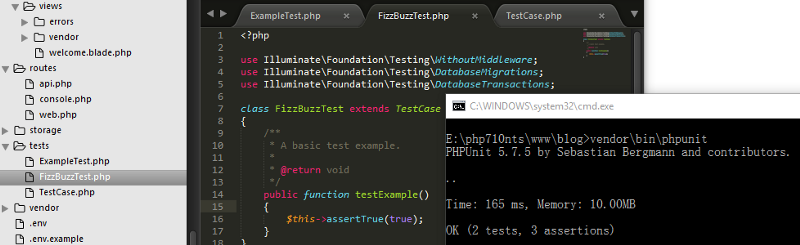 views
errors
vendor
welcome.blade.php
routes
api.php
console.php
web.php
storage
tests
ExampleTest.php
FizzBuzzTest.php
TestCase.php
vendor
.env
.env.example
ExampleTest.php × FizzBuzzTest.php × TestCase.php ×
1 <?php
2
3 use Illuminate\Foundation\Testing\WithoutMiddleware;
4 use Illuminate\Foundation\Testing\DatabaseMigrations;
5 use Illuminate\Foundation\Testing\DatabaseTransactions;
6
7 class FizzBuzzTest extends TestCase
8 {
9 /**
10 * A basic test example.
11 *
12 * @return void
13 */
14 public function testExample()
15 {
16 $this->assertTrue(true);
17 }
18 }
C:\WINDOWS\system32\cmd.exe
E:\php710nts\www\blog>vendor\bin\phpunit
PHPUnit 5.7.5 by Sebastian Bergmann and contributors.
..
Time: 165 ms, Memory: 10.00MB
OK (2 tests, 3 assertions)